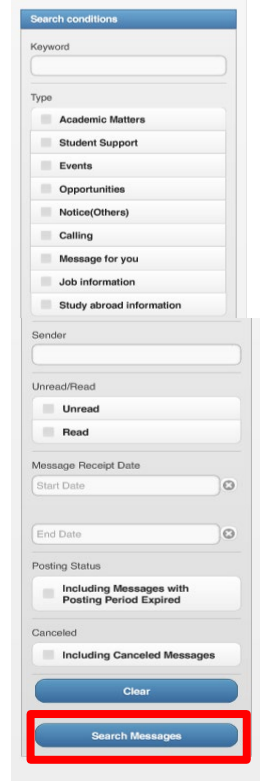 Search conditions
Keyword
Type
Academic Matters
Student Support
Events
Opportunities
Notice(Others)
Calling
Message for you
Job information
Study abroad information
Sender
Unread/Read
Unread
Read
Message Receipt Date
Start Date
End Date
Posting Status
Including Messages with
Posting Period Expired
Canceled
Including Canceled Messages
Clear
Search Messages